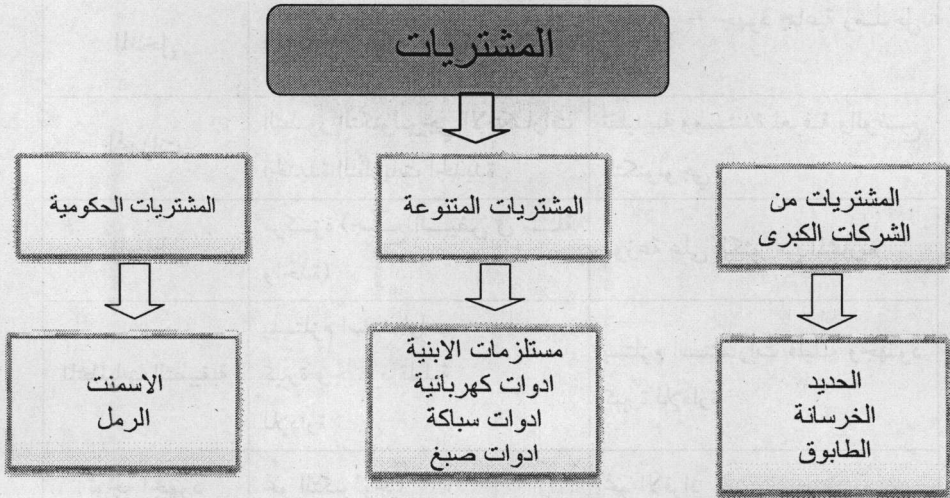 المشتريات
المشتريات من
الشركات الكبرى
المشتريات المتنوعة
المشتريات الحكومية
الحديد
الخرسانة
الطابوق
مستلزمات الابنية
ادوات كهربائية
ادوات سباكة
ادوات صبغ
الاسمنت
الرمل